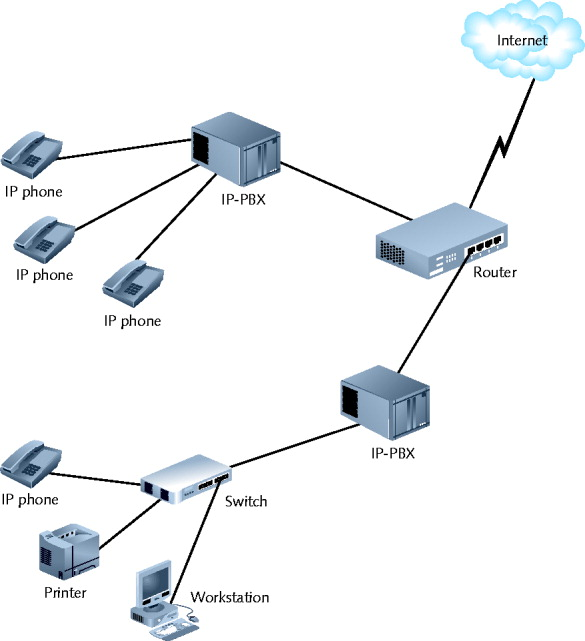 Internet
IP phone
IP-PBX
IP phone
Router
IP phone
IP-PBX
IP phone
Switch
Printer
Workstation